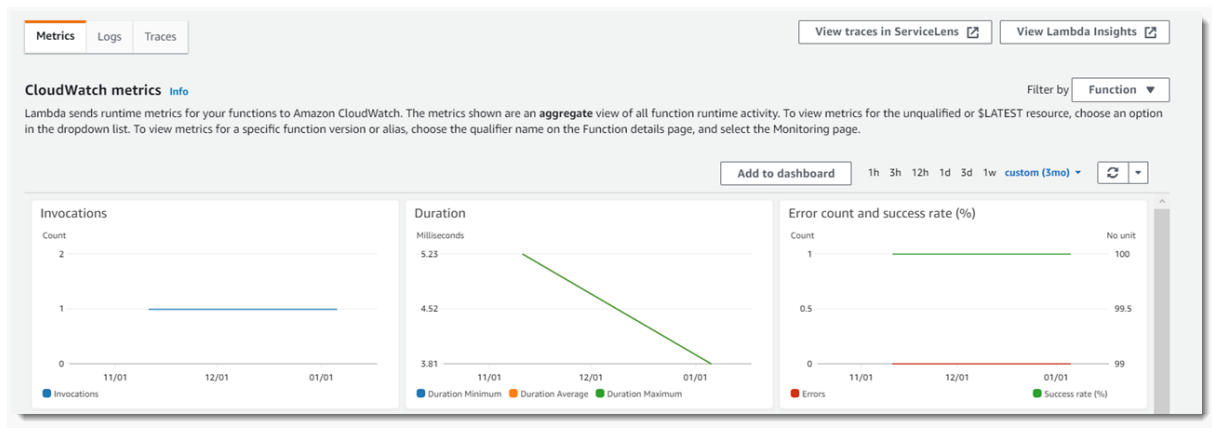 Metrics Logs Traces
View traces in ServiceLens View Lambda Insights
CloudWatch metrics Info
Filter by Function
Lambda sends runtime metrics for your functions to Amazon CloudWatch. The metrics shown are an aggregate view of all function runtime activity. To view metrics for the unqualified or $LATEST resource, choose an option
in the dropdown list. To view metrics for a specific function version or alias, choose the qualifier name on the Function details page, and select the Monitoring page.
Add to dashboard 1h 3h 12h 1d 3d 1w custom (3mo)
Invocations
Count
2
1
0
11/01 12/01 01/01
Invocations
Duration
Milliseconds
5.23
4.52
3.81
11/01 12/01 01/01
Duration Minimum Duration Average Duration Maximum
Error count and success rate (%)
Count No unit
1 100
0.5 99.5
0 99
11/01 12/01 01/01
Errors Success rate (%)